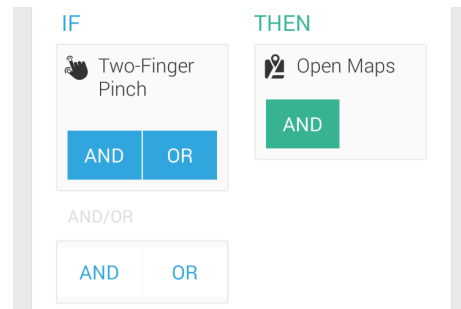 IF
THEN
Two-Finger
Pinch
Open Maps
AND OR
AND
AND/OR
AND OR